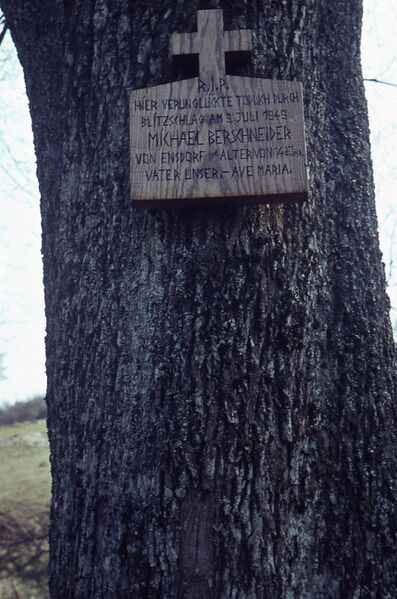 R.I.P.
HIER VERUNGLÜCKTE TÖDLICH DURCH
BLITZSCHLAG AM 9. JULI 1949
MICHAEL BERSCHNEIDER
VON ENSDORF IM ALTER VON 14
VATER UNSER.- AVE MARIA.